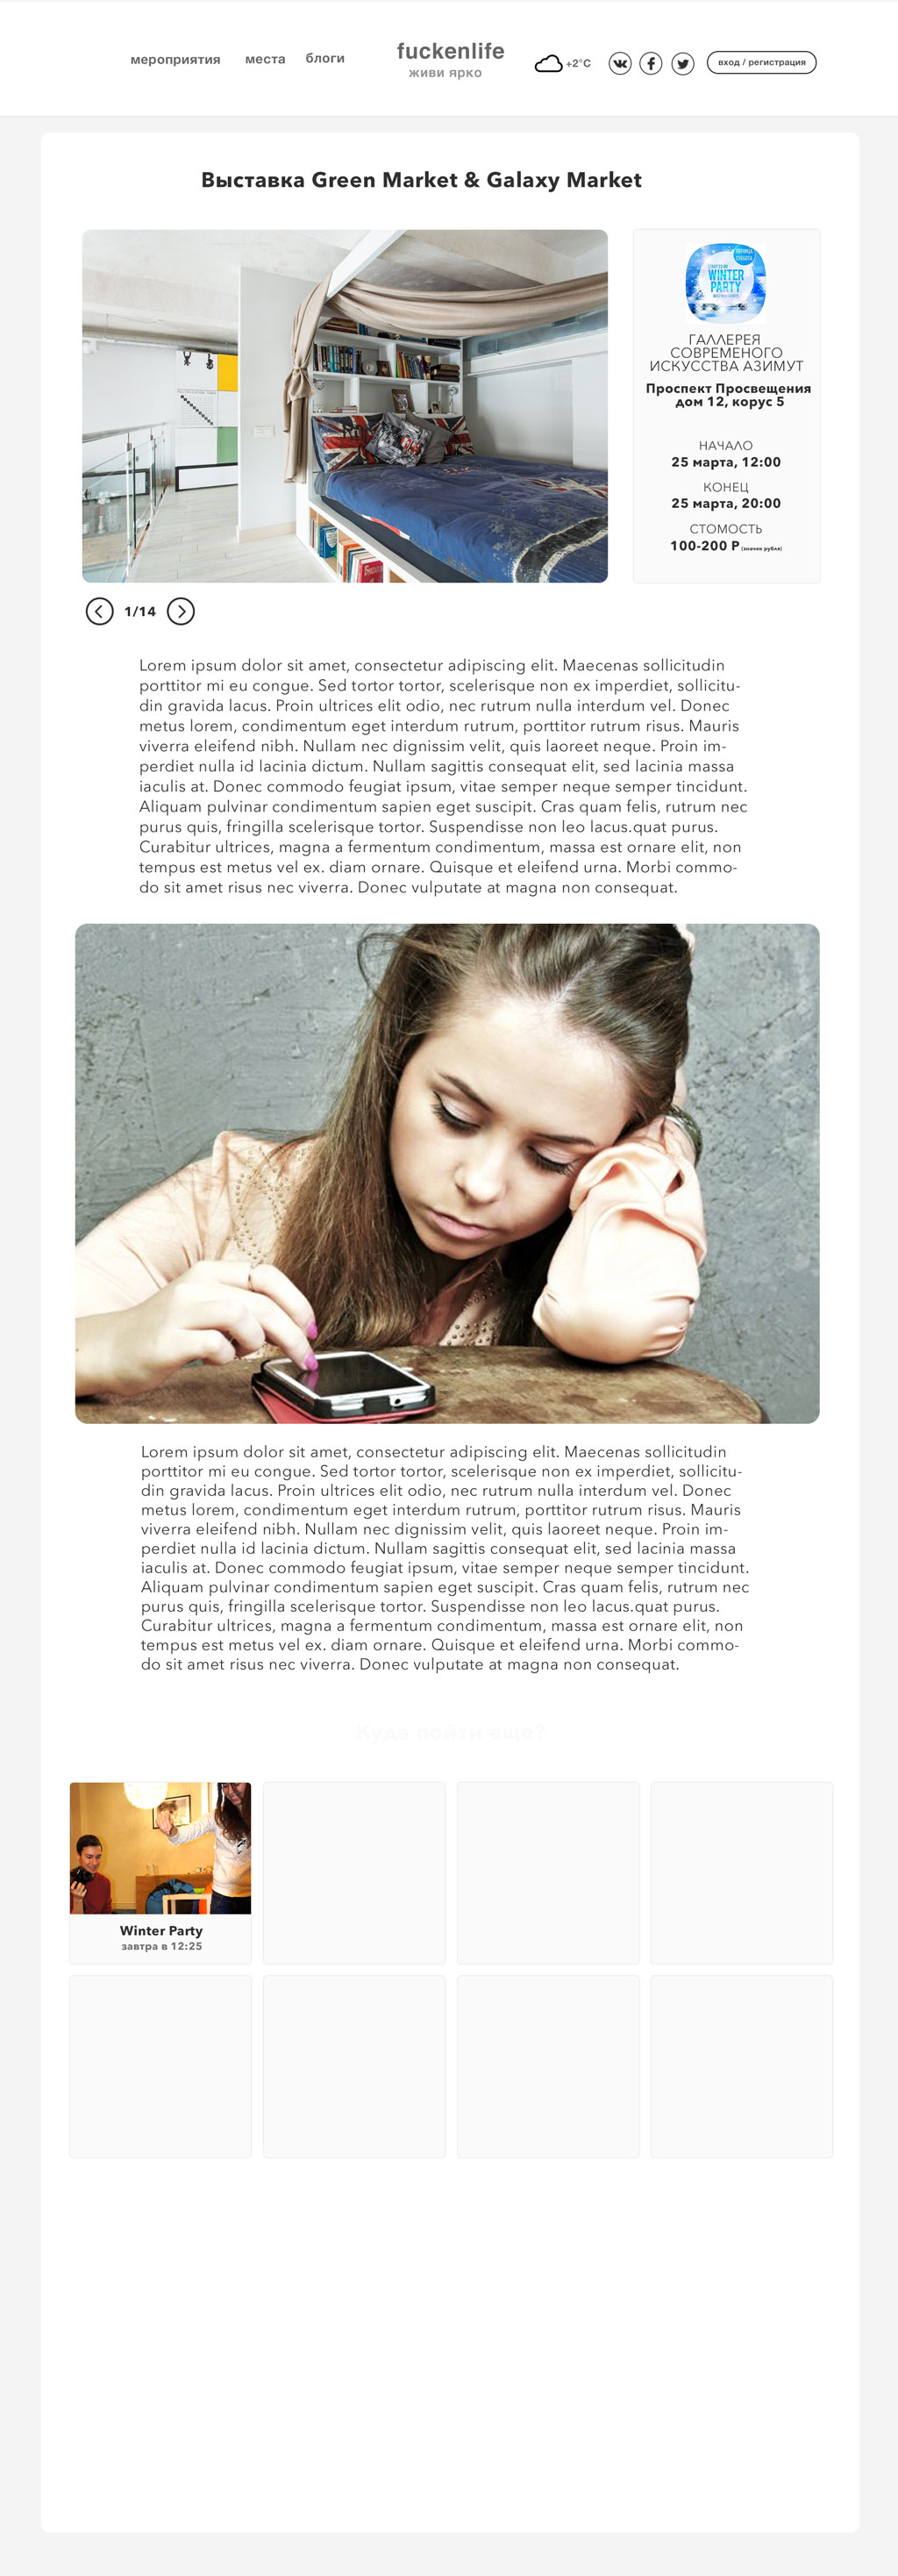 мероприятия места блоги
fuckenlife
живи ярко
+2°C
вход / регистрация
Выставка Green Market & Galaxy Market
WINTER
PARTY
ГАЛЛЕРЕЯ
СОВРЕМЕНОГО
ИСКУССТВА АЗИМУТ
Проспект Просвещения
дом 12, корус 5
НАЧАЛО
25 марта, 12:00
КОНЕЦ
25 марта, 20:00
СТОМОСТЬ
100-200 Р (значек рубля)
1/14
Lorem ipsum dolor sit amet, consectetur adipiscing elit. Maecenas sollicitudin
porttitor mi eu congue. Sed tortor tortor, scelerisque non ex imperdiet, sollicitu-
din gravida lacus. Proin ultrices elit odio, nec rutrum nulla interdum vel. Donec
metus lorem, condimentum eget interdum rutrum, porttitor rutrum risus. Mauris
viverra eleifend nibh. Nullam nec dignissim velit, quis laoreet neque. Proin im-
perdiet nulla id lacinia dictum. Nullam sagittis consequat elit, sed lacinia massa
iaculis at. Donec commodo feugiat ipsum, vitae semper neque semper tincidunt.
Aliquam pulvinar condimentum sapien eget suscipit. Cras quam felis, rutrum nec
purus quis, fringilla scelerisque tortor. Suspendisse non leo lacus.quat purus.
Curabitur ultrices, magna a fermentum condimentum, massa est ornare elit, non
tempus est metus vel ex. diam ornare. Quisque et eleifend urna. Morbi commo-
do sit amet risus nec viverra. Donec vulputate at magna non consequat.
Lorem ipsum dolor sit amet, consectetur adipiscing elit. Maecenas sollicitudin
porttitor mi eu congue. Sed tortor tortor, scelerisque non ex imperdiet, sollicitu-
din gravida lacus. Proin ultrices elit odio, nec rutrum nulla interdum vel. Donec
metus lorem, condimentum eget interdum rutrum, porttitor rutrum risus. Mauris
viverra eleifend nibh. Nullam nec dignissim velit, quis laoreet neque. Proin im-
perdiet nulla id lacinia dictum. Nullam sagittis consequat elit, sed lacinia massa
iaculis at. Donec commodo feugiat ipsum, vitae semper neque semper tincidunt.
Aliquam pulvinar condimentum sapien eget suscipit. Cras quam felis, rutrum nec
purus quis, fringilla scelerisque tortor. Suspendisse non leo lacus.quat purus.
Curabitur ultrices, magna a fermentum condimentum, massa est ornare elit, non
tempus est metus vel ex. diam ornare. Quisque et eleifend urna. Morbi commo-
do sit amet risus nec viverra. Donec vulputate at magna non consequat.
Куда пойти еще?
Winter Party
завтра в 12:25